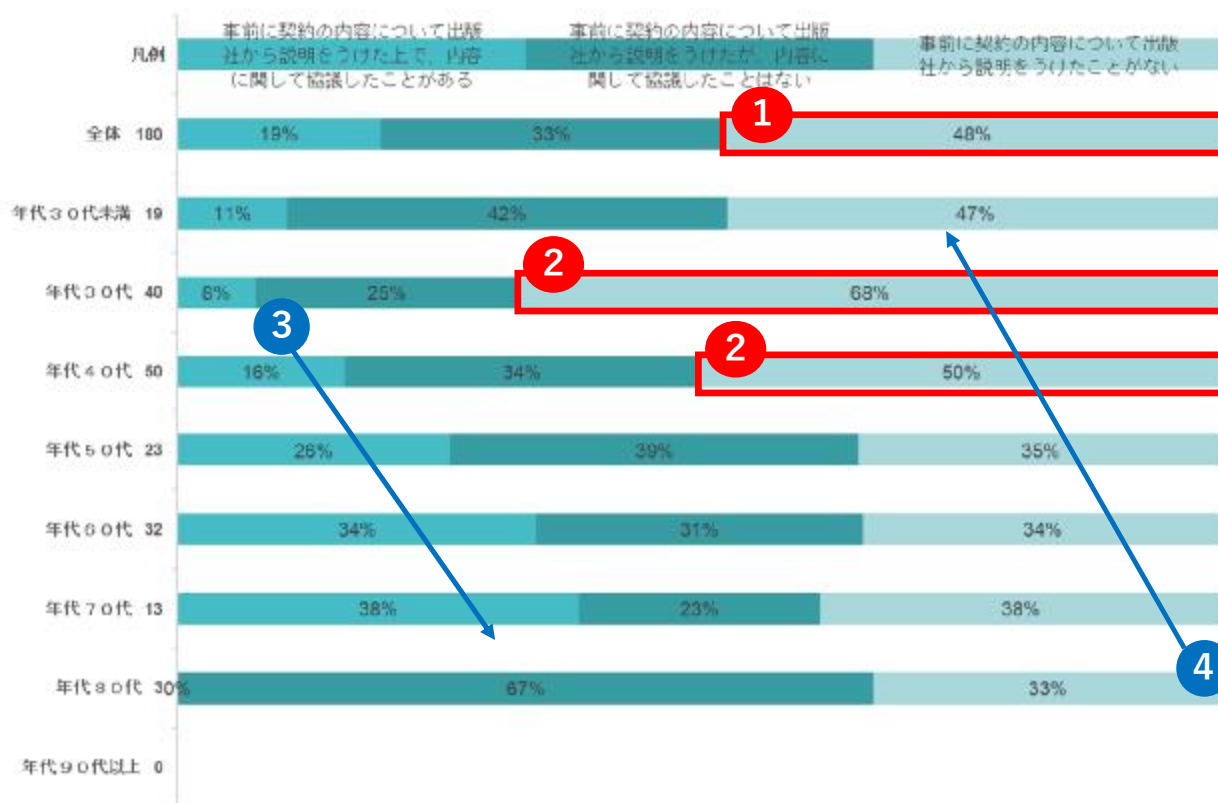 凡例
事前に契約の内容について出版
社から説明をうけた上で、内容
に関して協議したことがある
事前に契約の内容について出版
社から説明をうけたが、内容に
関して協議したことはない
事前に契約の内容について出版
社から説明をうけたことがない
全体 180 19% 33% 1 48%
年代30代未満 19 11% 42% 47%
年代30代 40 8% 25% 2 68%
3
年代40代 50 16% 34% 2 50%
年代50代 23 26% 39% 35%
年代60代 32 34% 31% 34%
年代70代 13 38% 23% 38%
4
年代80代 3 0% 67% 33%
年代90代以上 0